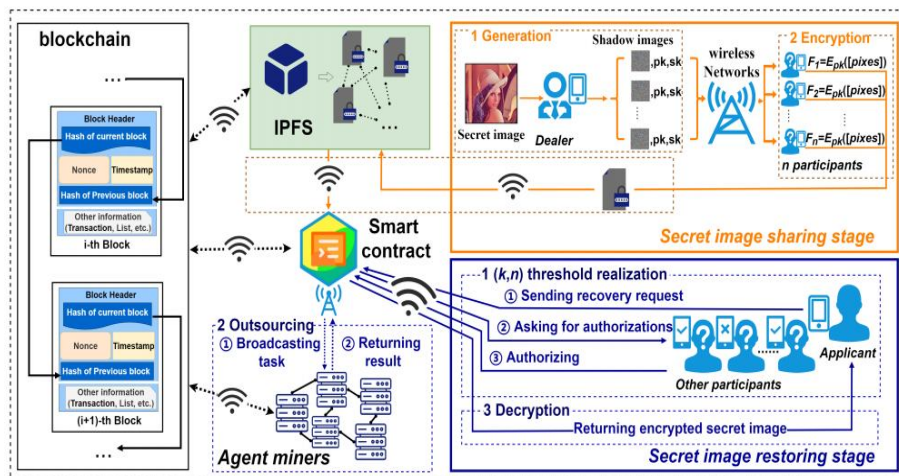 blockchain
...
Block Header
Hash of current block
Nonce
Timestamp
Hash of Previous block
Other information
(Transaction, List, etc.)
i-th Block
Block Header
Hash of current block
Nonce
Timestamp
Hash of Previous block
Other information
(Transaction, List, etc.)
(i+1)-th Block
...
IPFS
...
Smart
contract
2 Outsourcing
① Broadcasting
task
② Returning
result
Agent miners
1 Generation
Secret image
Dealer
Shadow images
,pk,sk
,pk,sk
,pk,sk
wireless
Networks
2 Encryption
F1=Epk([pixes])
F2=Epk([pixes])
Fn=Epk([pixes])
n participants
Secret image sharing stage
1 (k,n) threshold realization
① Sending recovery request
② Asking for authorizations
③ Authorizing
Other participants
Applicant
3 Decryption
Returning encrypted secret image
Secret image restoring stage